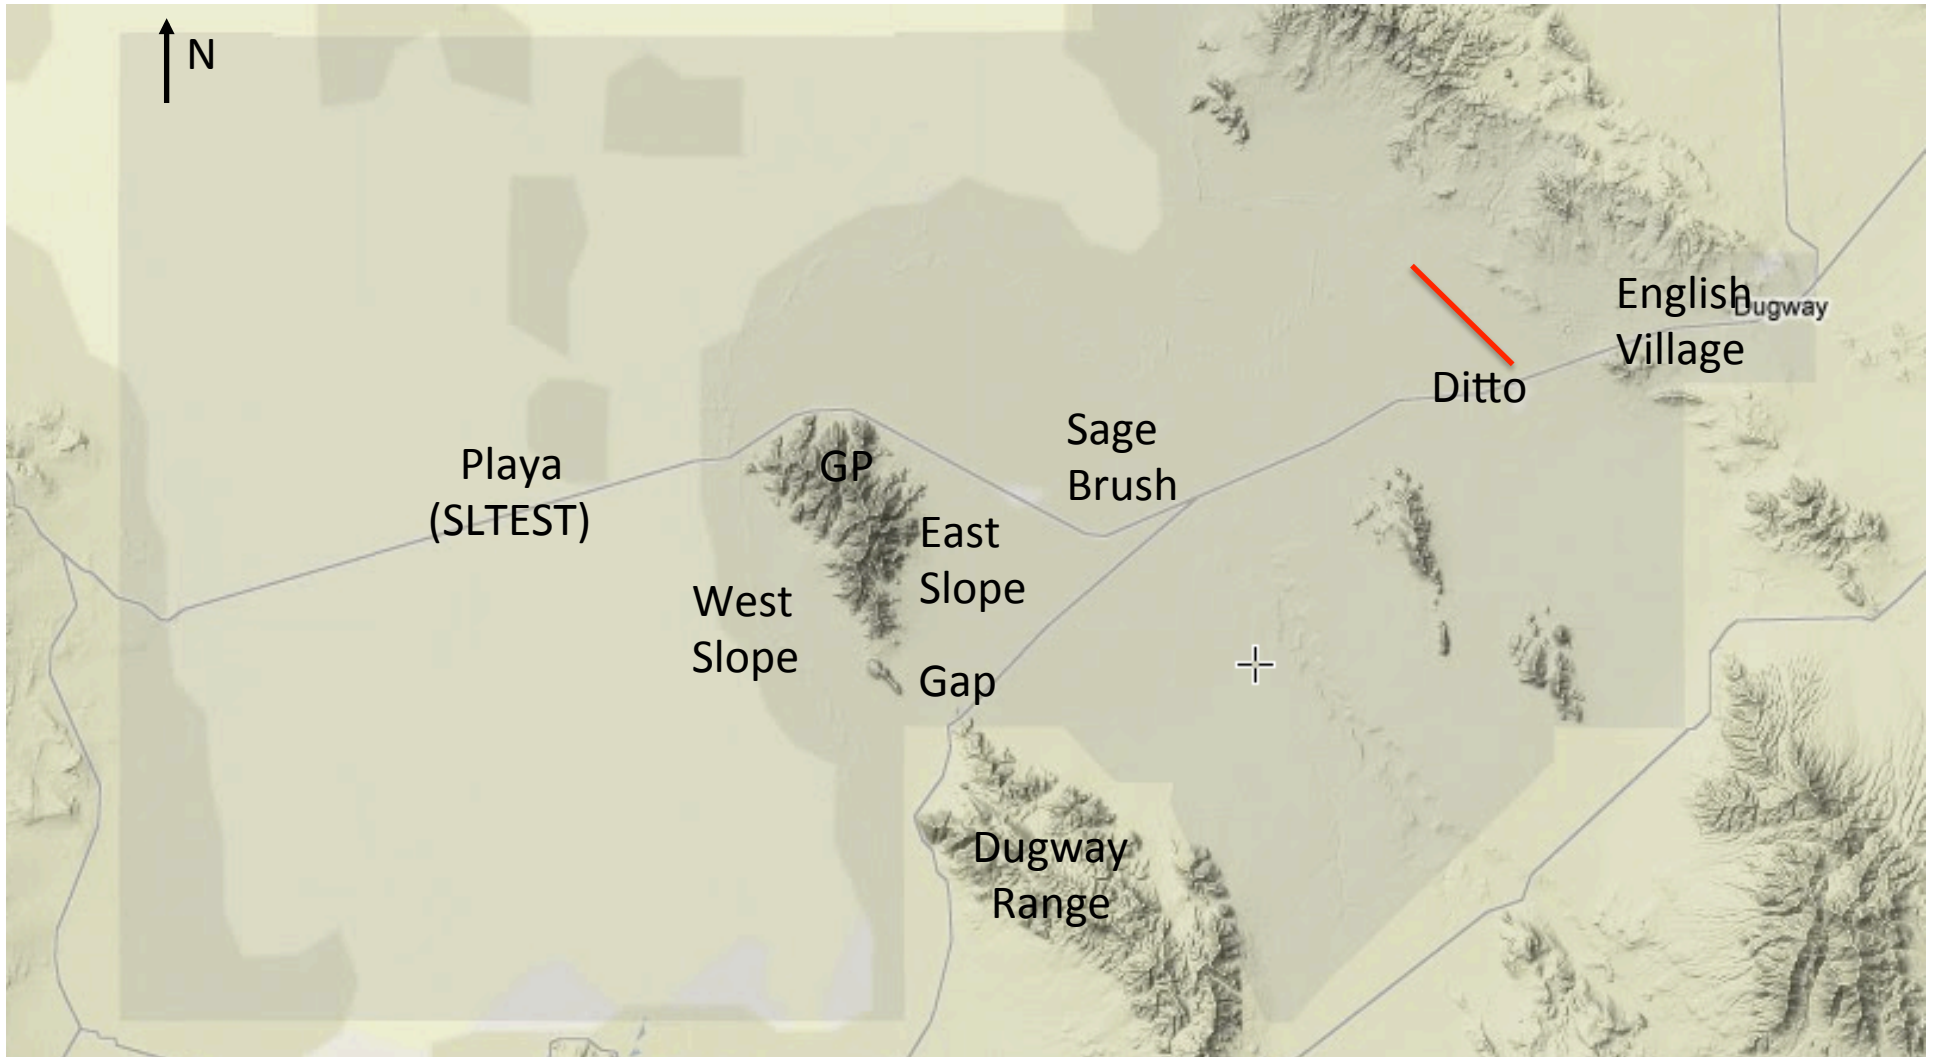 N
English
Dugway
Village
Ditto
Sage
Brush
Playa
(SLTEST)
GP
East
Slope
West
Slope
Gap
Dugway
Range